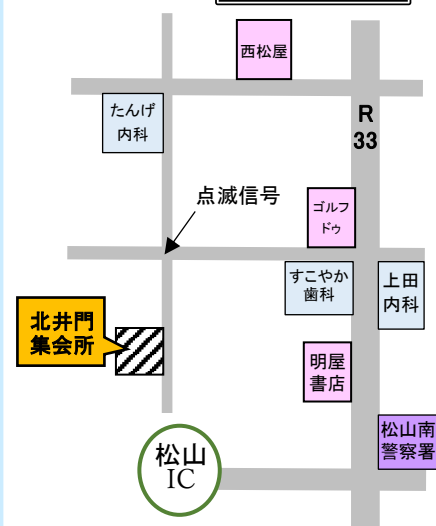 西松屋
たんげ
内科
R
33
点滅信号
ゴルフ
ドゥ
すこやか
歯科
上田
内科
北井門
集会所
明屋
書店
松山南
警察署
松山
IC